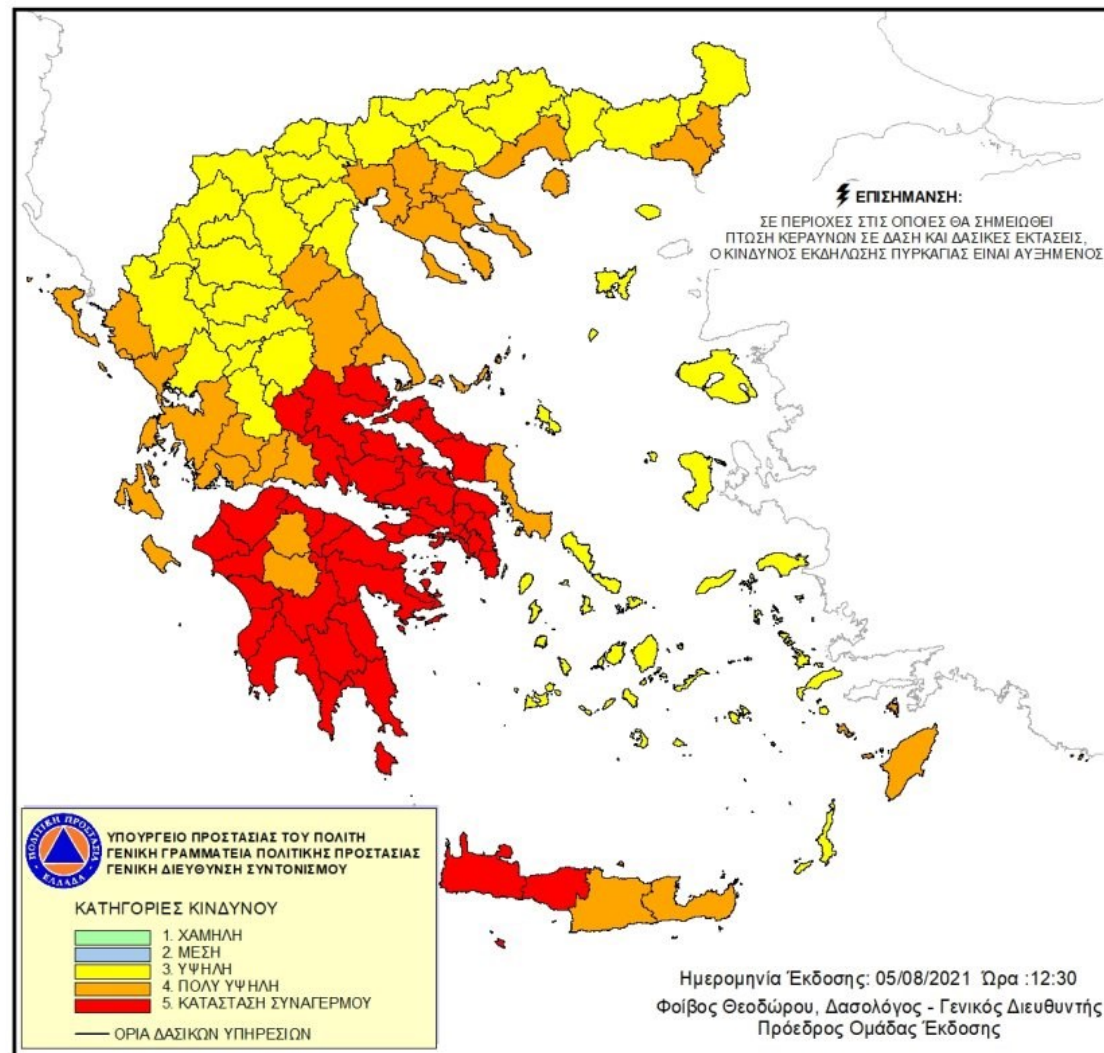 ΕΠΙΣΗΜΑΝΣΗ:
ΣΕ ΠΕΡΙΟΧΕΣ ΣΤΙΣ ΟΠΟΙΕΣ ΘΑ ΣΗΜΕΙΩΘΕΙ
ΠΤΩΣΗ ΚΕΡΑΥΝΩΝ ΣΕ ΔΑΣΗ ΚΑΙ ΔΑΣΙΚΕΣ ΕΚΤΑΣΕΙΣ,
Ο ΚΙΝΔΥΝΟΣ ΕΚΔΗΛΩΣΗΣ ΠΥΡΚΑΓΙΑΣ ΕΙΝΑΙ ΑΥΞΗΜΕΝΟΣ
ΠΟΛΙΤΙΚΗ ΠΡΟΣΤΑΣΙΑ
ΕΛΛΑΔΑ
ΥΠΟΥΡΓΕΙΟ ΠΡΟΣΤΑΣΙΑΣ ΤΟΥ ΠΟΛΙΤΗ
ΓΕΝΙΚΗ ΓΡΑΜΜΑΤΕΙΑ ΠΟΛΙΤΙΚΗΣ ΠΡΟΣΤΑΣΙΑΣ
ΓΕΝΙΚΗ ΔΙΕΥΘΥΝΣΗ ΣΥΝΤΟΝΙΣΜΟΥ
ΚΑΤΗΓΟΡΙΕΣ ΚΙΝΔΥΝΟΥ
1. ΧΑΜΗΛΗ
2. ΜΕΣΗ
3. ΥΨΗΛΗ
4. ΠΟΛΥ ΥΨΗΛΗ
5. ΚΑΤΑΣΤΑΣΗ ΣΥΝΑΓΕΡΜΟΥ
ΟΡΙΑ ΔΑΣΙΚΩΝ ΥΠΗΡΕΣΙΩΝ
Ημερομηνία Έκδοσης: 05/08/2021 Ώρα :12:30
Φοίβος Θεοδώρου, Δασολόγος - Γενικός Διευθυντής
Πρόεδρος Ομάδας Έκδοσης